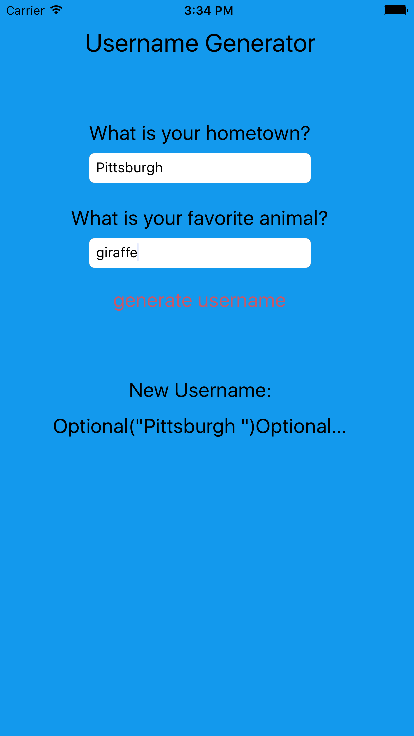 Carrier 3:34 PM
Username Generator
What is your hometown?
Pittsburgh
What is your favorite animal?
giraffe
generate username
New Username:
Optional("Pittsburgh ")Optional...